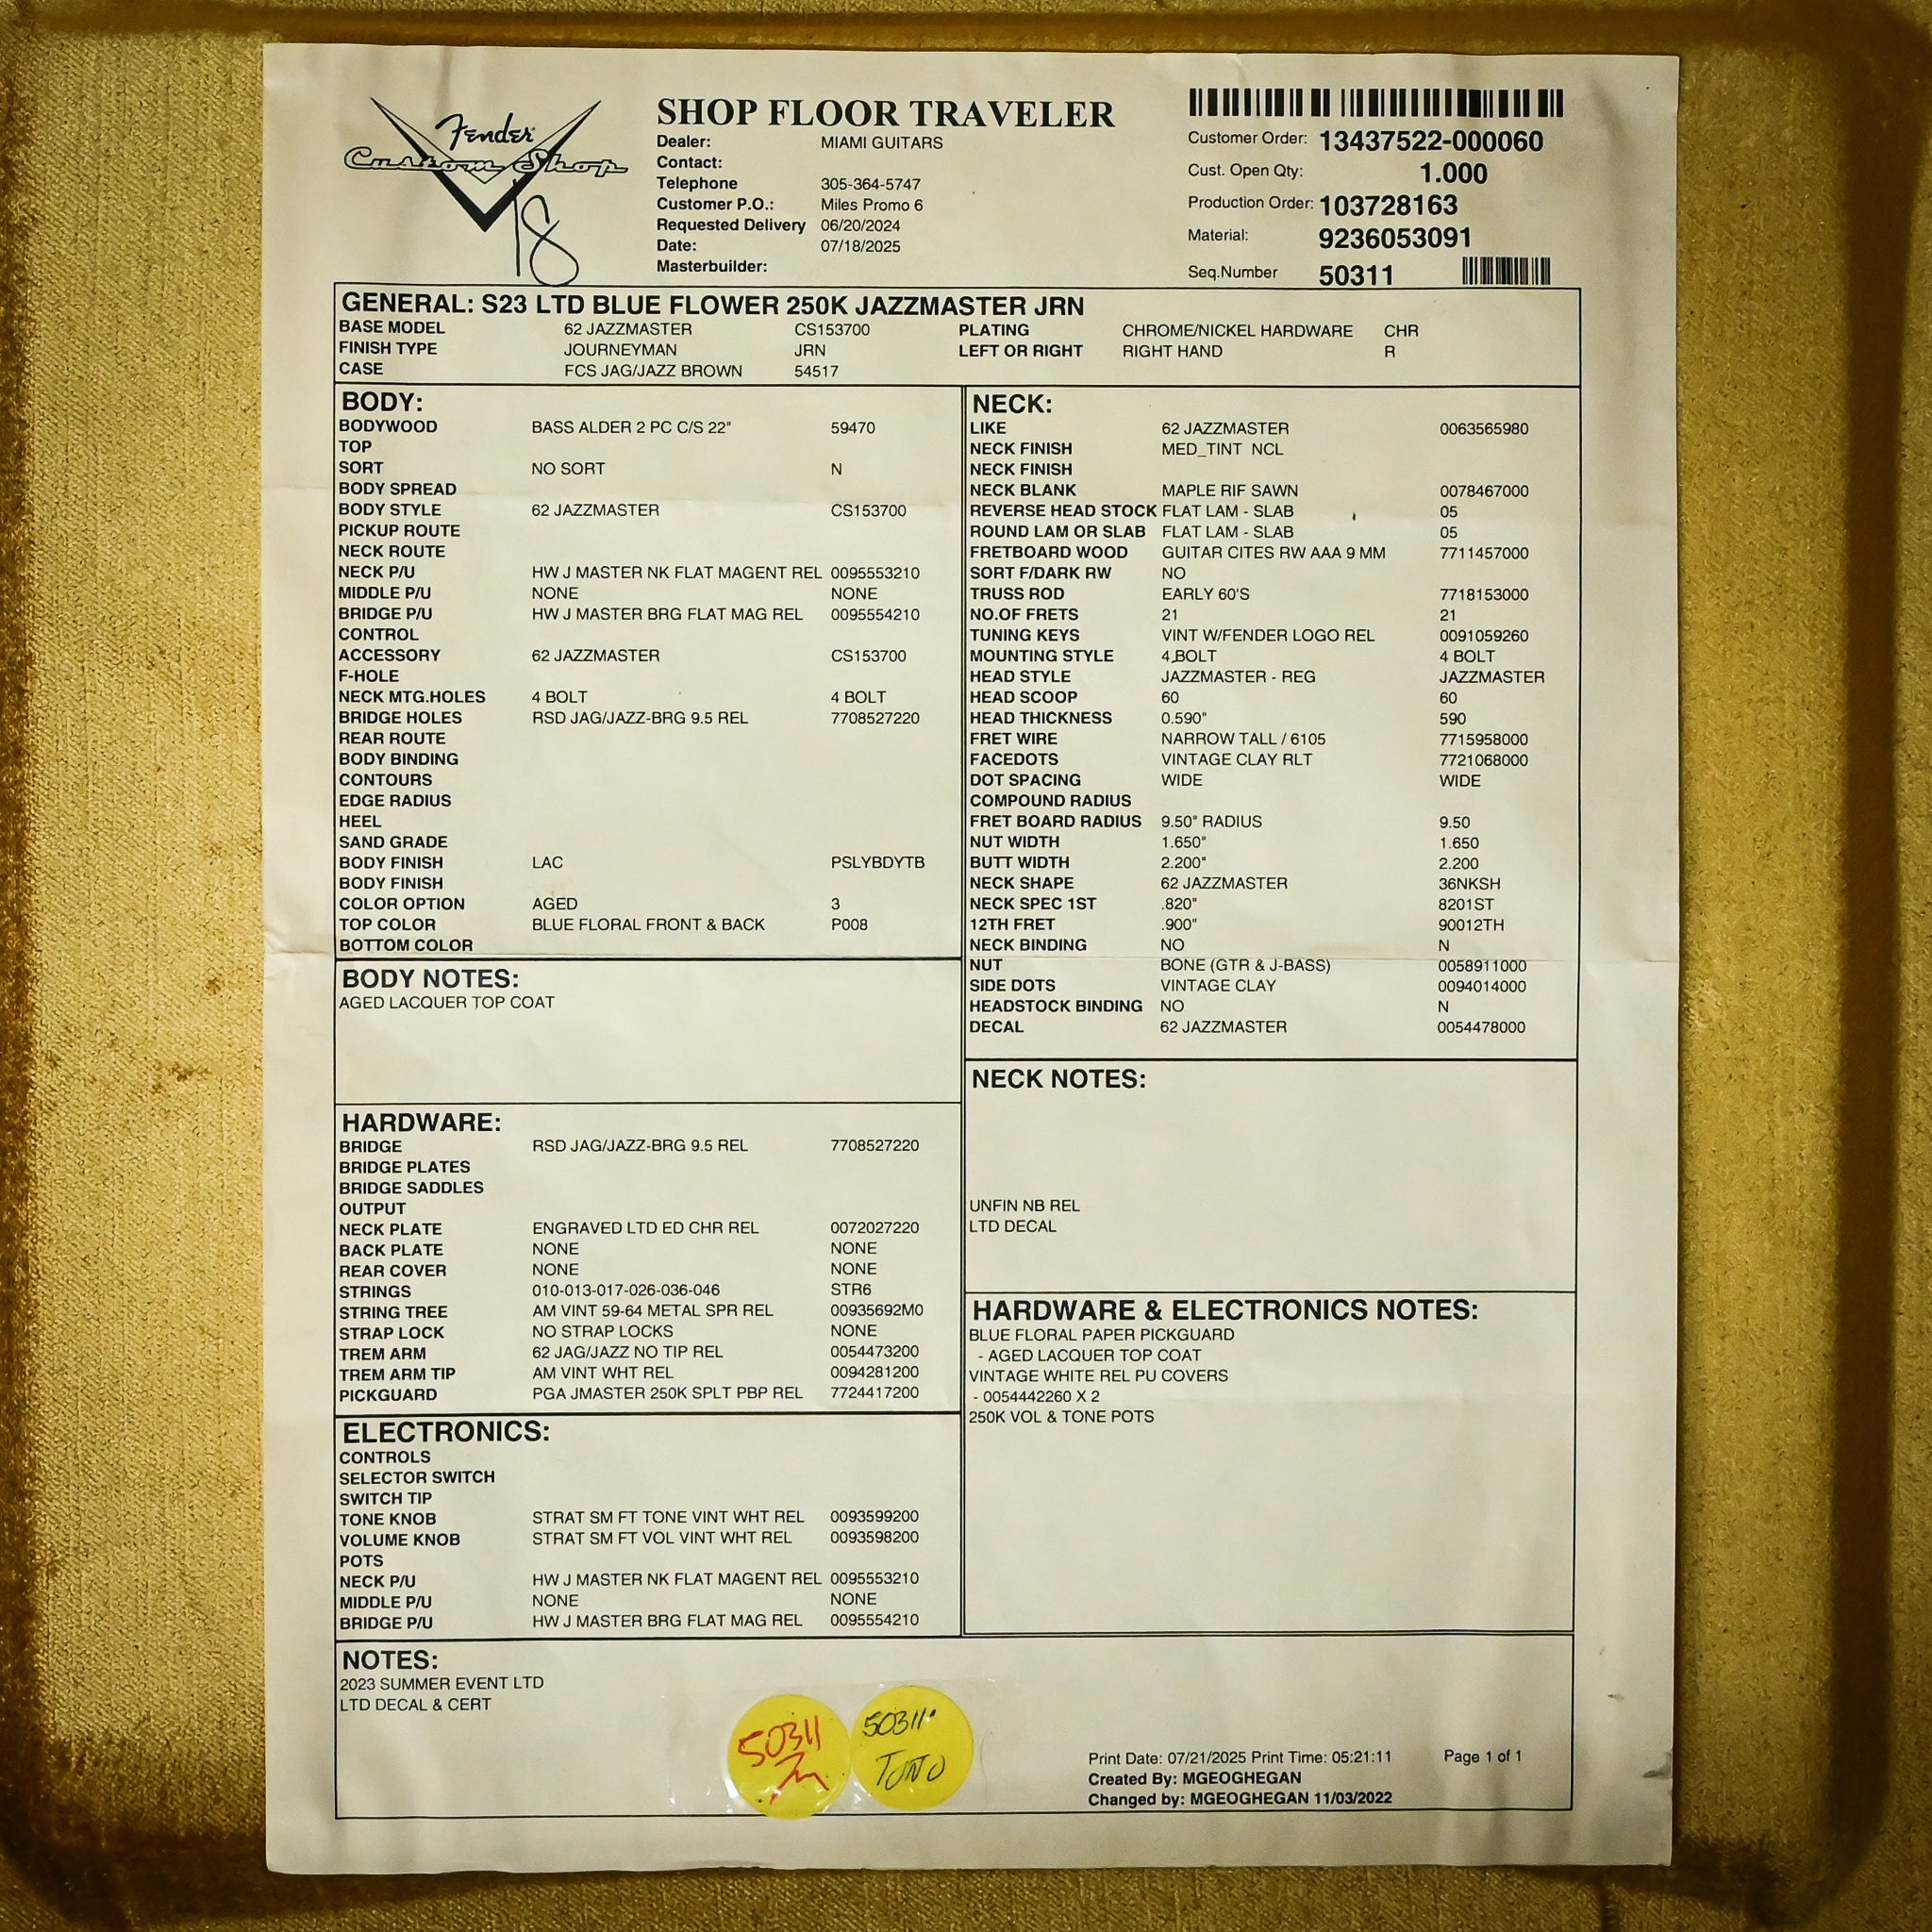 Fender
Custom Shop
18
SHOP FLOOR TRAVELER
Dealer: MIAMI GUITARS
Contact:
Telephone 305-364-5747
Customer P.O.: Miles Promo 6
Requested Delivery 06/20/2024
Date: 07/18/2025
Masterbuilder:
Customer Order: 13437522-000060
Cust. Open Qty: 1.000
Production Order: 103728163
Material: 9236053091
Seq.Number 50311
GENERAL: S23 LTD BLUE FLOWER 250K JAZZMASTER JRN
BASE MODEL 62 JAZZMASTER CS153700 PLATING CHROME/NICKEL HARDWARE CHR
FINISH TYPE JOURNEYMAN JRN LEFT OR RIGHT RIGHT HAND R
CASE FCS JAG/JAZZ BROWN 54517
BODY:
BODYWOOD BASS ALDER 2 PC C/S 22" 59470
TOP
SORT NO SORT N
BODY SPREAD
BODY STYLE 62 JAZZMASTER CS153700
PICKUP ROUTE
NECK ROUTE
NECK P/U HW J MASTER NK FLAT MAGENT REL 0095553210
MIDDLE P/U NONE NONE
BRIDGE P/U HW J MASTER BRG FLAT MAG REL 0095554210
CONTROL
ACCESSORY 62 JAZZMASTER CS153700
F-HOLE
NECK MTG.HOLES 4 BOLT 4 BOLT
BRIDGE HOLES RSD JAG/JAZZ-BRG 9.5 REL 7708527220
REAR ROUTE
BODY BINDING
CONTOURS
EDGE RADIUS
HEEL
SAND GRADE
BODY FINISH LAC PSLYBDYTB
BODY FINISH
COLOR OPTION AGED 3
TOP COLOR BLUE FLORAL FRONT & BACK P008
BOTTOM COLOR
BODY NOTES:
AGED LACQUER TOP COAT
HARDWARE:
BRIDGE RSD JAG/JAZZ-BRG 9.5 REL 7708527220
BRIDGE PLATES
BRIDGE SADDLES
OUTPUT
NECK PLATE ENGRAVED LTD ED CHR REL 0072027220
BACK PLATE NONE NONE
REAR COVER NONE NONE
STRINGS 010-013-017-026-036-046 STR6
STRING TREE AM VINT 59-64 METAL SPR REL 00935692M0
STRAP LOCK NO STRAP LOCKS NONE
TREM ARM 62 JAG/JAZZ NO TIP REL 0054473200
TREM ARM TIP AM VINT WHT REL 0094281200
PICKGUARD PGA JMASTER 250K SPLT PBP REL 7724417200
ELECTRONICS:
CONTROLS
SELECTOR SWITCH
SWITCH TIP
TONE KNOB STRAT SM FT TONE VINT WHT REL 0093599200
VOLUME KNOB STRAT SM FT VOL VINT WHT REL 0093598200
POTS
NECK P/U HW J MASTER NK FLAT MAGENT REL 0095553210
MIDDLE P/U NONE NONE
BRIDGE P/U HW J MASTER BRG FLAT MAG REL 0095554210
NECK:
LIKE 62 JAZZMASTER 0063565980
NECK FINISH MED_TINT NCL
NECK FINISH
NECK BLANK MAPLE RIF SAWN 0078467000
REVERSE HEAD STOCK FLAT LAM - SLAB 05
ROUND LAM OR SLAB FLAT LAM - SLAB 05
FRETBOARD WOOD GUITAR CITES RW AAA 9 MM 7711457000
SORT F/DARK RW NO
TRUSS ROD EARLY 60'S 7718153000
NO.OF FRETS 21 21
TUNING KEYS VINT W/FENDER LOGO REL 0091059260
MOUNTING STYLE 4 BOLT 4 BOLT
HEAD STYLE JAZZMASTER - REG JAZZMASTER
HEAD SCOOP 60 60
HEAD THICKNESS 0.590" 590
FRET WIRE NARROW TALL / 6105 7715958000
FACEDOTS VINTAGE CLAY RLT 7721068000
DOT SPACING WIDE WIDE
COMPOUND RADIUS
FRET BOARD RADIUS 9.50" RADIUS 9.50
NUT WIDTH 1.650" 1.650
BUTT WIDTH 2.200" 2.200
NECK SHAPE 62 JAZZMASTER 36NKSH
NECK SPEC 1ST .820" 8201ST
12TH FRET .900" 90012TH
NECK BINDING NO N
NUT BONE (GTR & J-BASS) 0058911000
SIDE DOTS VINTAGE CLAY 0094014000
HEADSTOCK BINDING NO N
DECAL 62 JAZZMASTER 0054478000
NECK NOTES:
UNFIN NB REL
LTD DECAL
HARDWARE & ELECTRONICS NOTES:
BLUE FLORAL PAPER PICKGUARD
- AGED LACQUER TOP COAT
VINTAGE WHITE REL PU COVERS
- 0054442260 X 2
250K VOL & TONE POTS
NOTES:
2023 SUMMER EVENT LTD
LTD DECAL & CERT
50311
50311
Print Date: 07/21/2025 Print Time: 05:21:11 Page 1 of 1
Created By: MGEOGHEGAN
Changed by: MGEOGHEGAN 11/03/2022